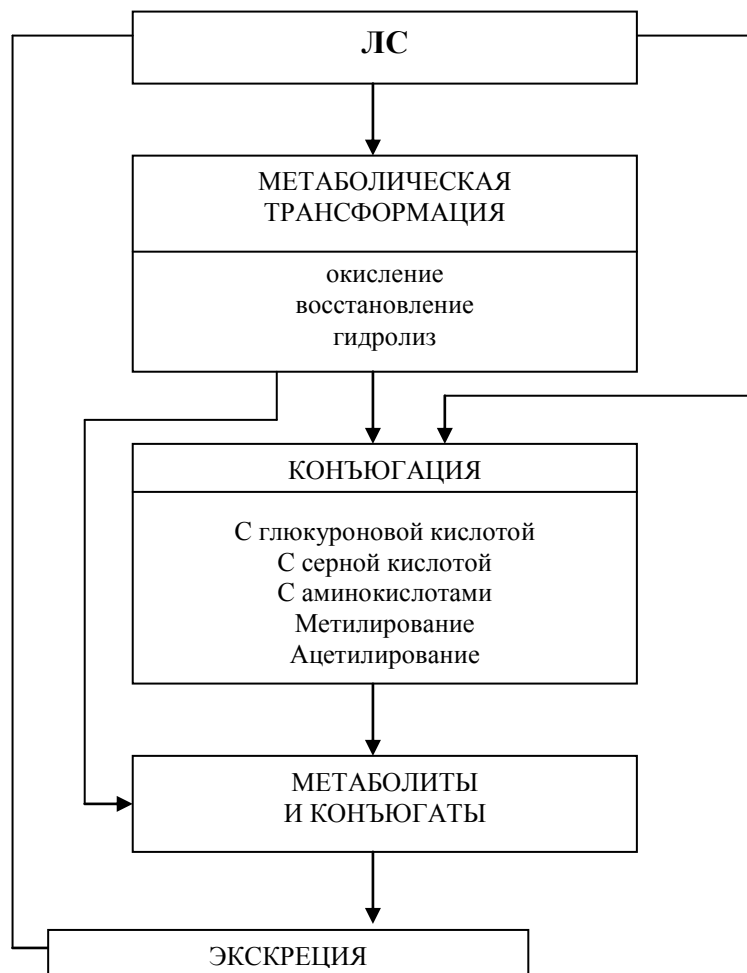 ЛС
МЕТАБОЛИЧЕСКАЯ
ТРАНСФОРМАЦИЯ
окисление
восстановление
гидролиз
КОНЪЮГАЦИЯ
С глюкуроновой кислотой
С серной кислотой
С аминокислотами
Метилирование
Ацетилирование
МЕТАБОЛИТЫ
И КОНЪЮГАТЫ
ЭКСКРЕЦИЯ